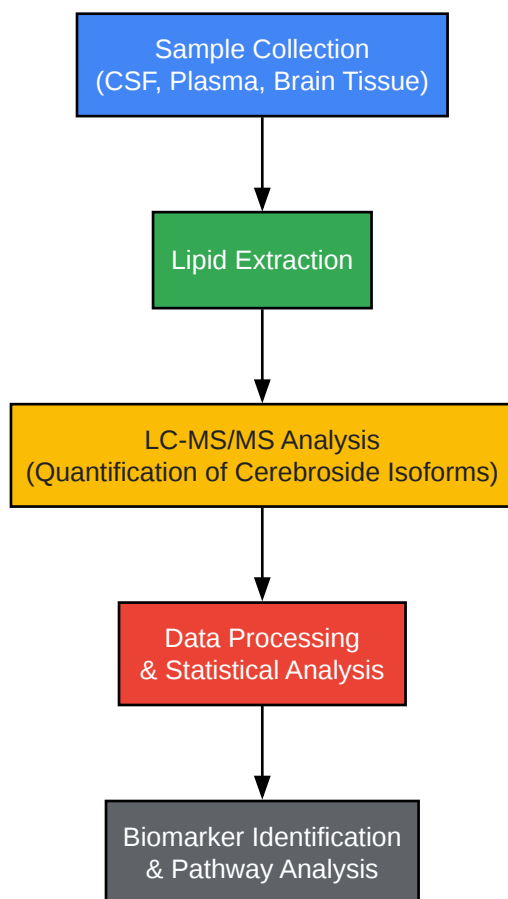 Sample Collection
(CSF, Plasma, Brain Tissue)
Lipid Extraction
LC-MS/MS Analysis
(Quantification of Cerebroside Isoforms)
Data Processing
& Statistical Analysis
Biomarker Identification
& Pathway Analysis